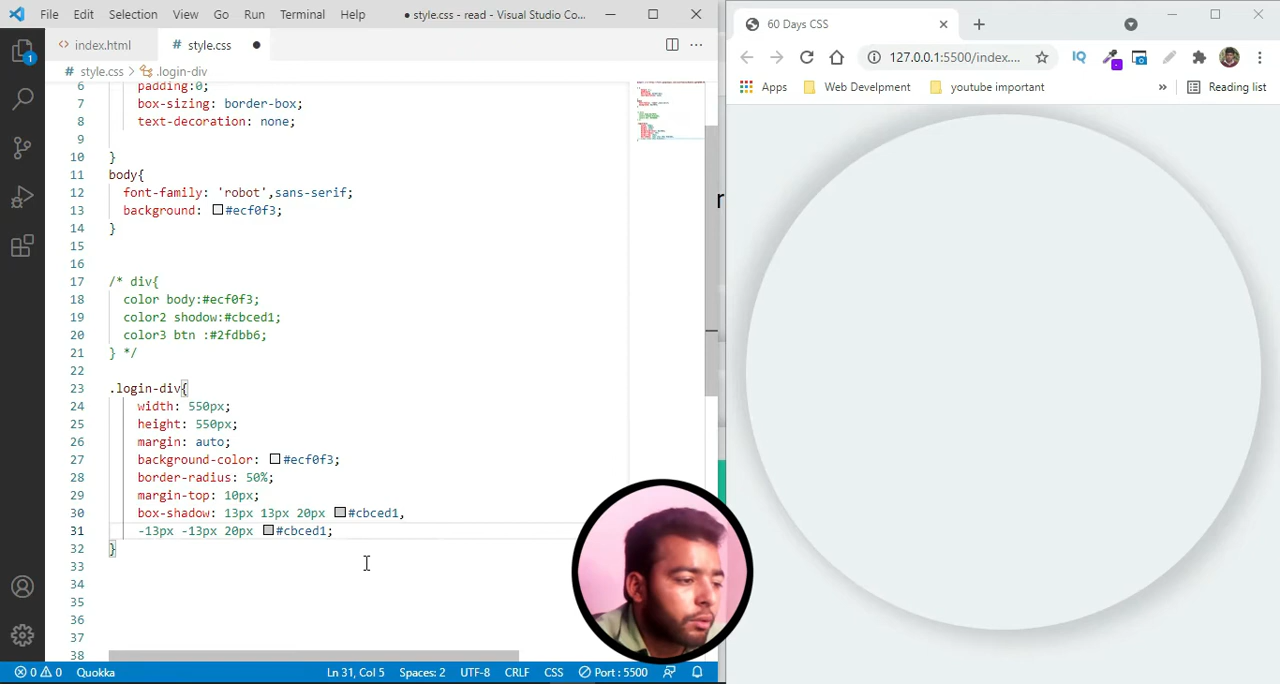 File Edit Selection View Go Run Terminal Help ● style.css - read - Visual Studio Co...
60 Days CSS
index.html # style.css ●
127.0.0.1:5500/index....
# style.css > .login-div
Apps Web Develpment youtube important » Reading list
6 padding:0;
7 box-sizing: border-box;
8 text-decoration: none;
9
10 }
11 body{
12 font-family: 'robot',sans-serif;
13 background: #ecf0f3;
14 }
15
16
17 /* div{
18 color body:#ecf0f3;
19 color2 shodow:#cbced1;
20 color3 btn :#2fdbb6;
21 } */
22
23 .login-div{
24 width: 550px;
25 height: 550px;
26 margin: auto;
27 background-color: #ecf0f3;
28 border-radius: 50%;
29 margin-top: 10px;
30 box-shadow: 13px 13px 20px #cbced1,
31 -13px -13px 20px #cbced1;
32 }
33
34
35
36
37
38
0 0 Quokka Ln 31, Col 5 Spaces: 2 UTF-8 CRLF CSS Port : 5500